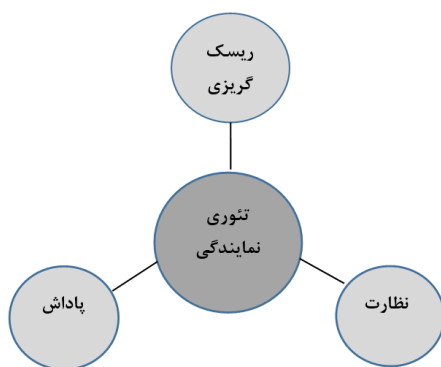 ریسک
گریزی
تئوری
نمایندگی
نظارت
پاداش